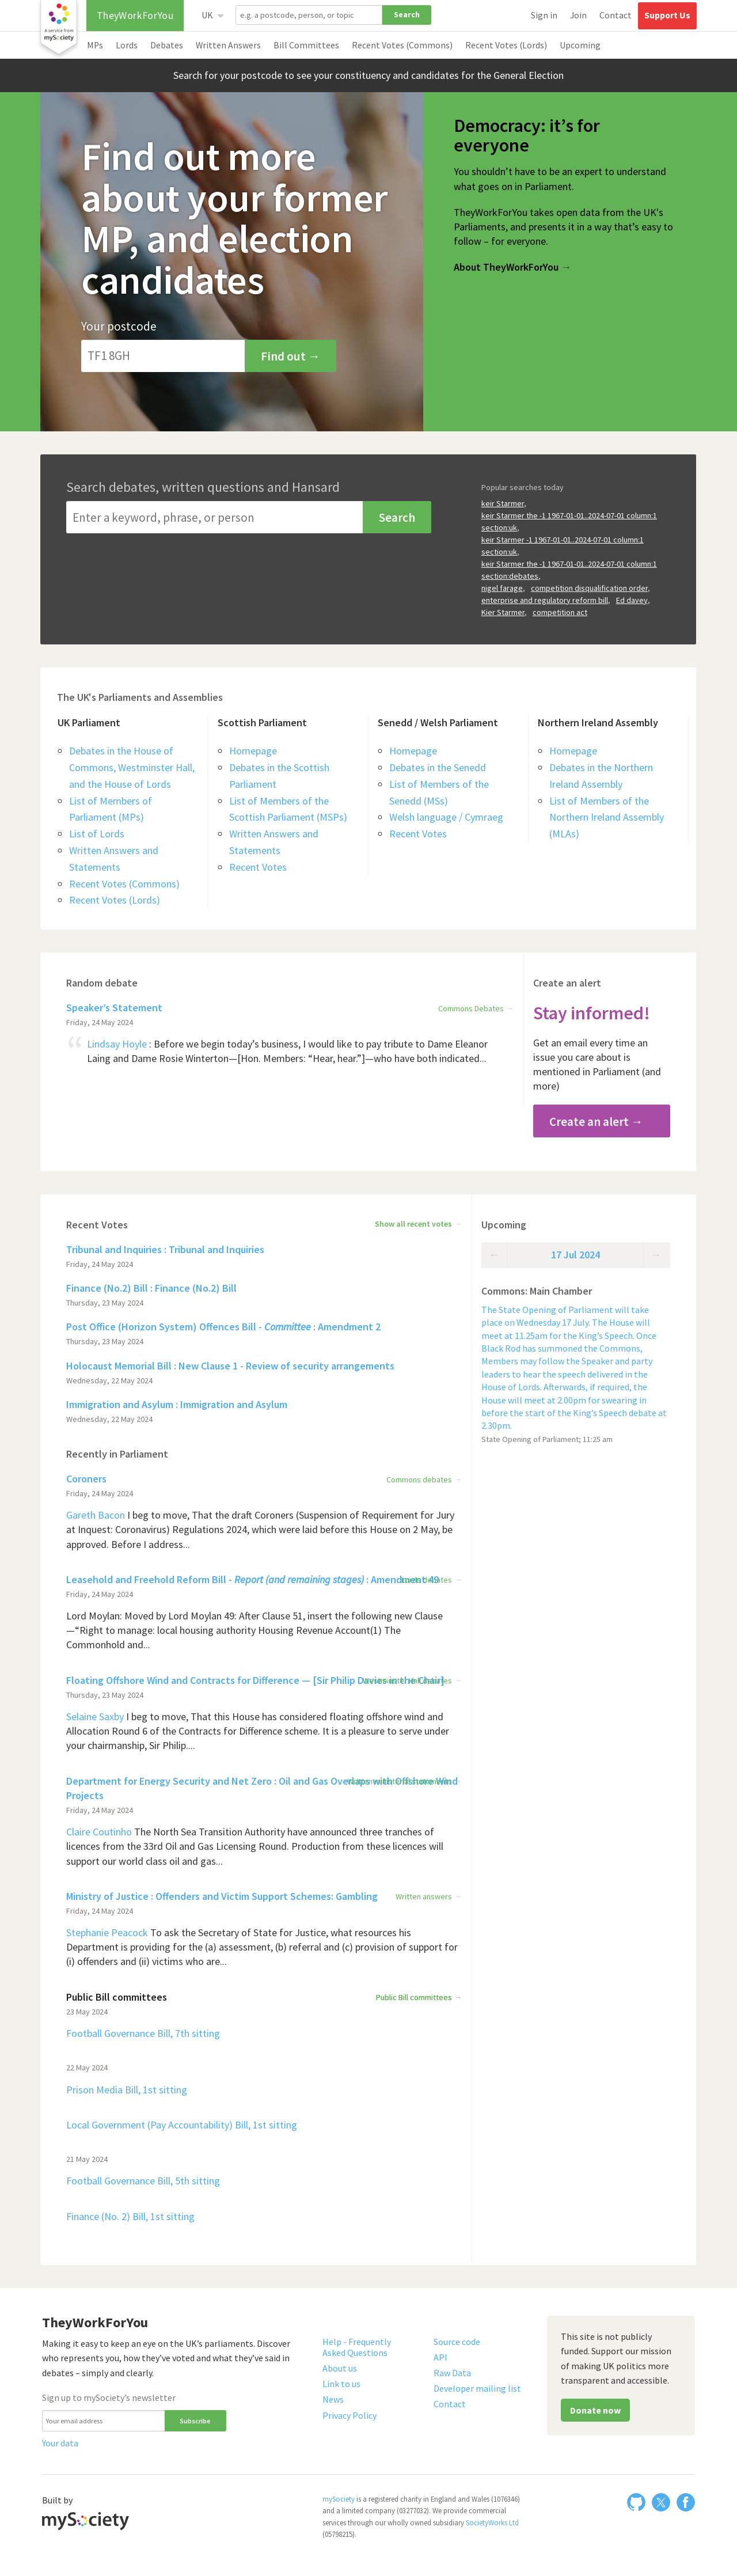 TheyWorkForYou
UK
e.g. a postcode, person, or topic
Search
Sign in
Join
Contact
Support Us
A service from
mySociety
MPs
Lords
Debates
Written Answers
Bill Committees
Recent Votes (Commons)
Recent Votes (Lords)
Upcoming
Search for your postcode to see your constituency and candidates for the General Election
Find out more
about your former
MP, and election
candidates
Your postcode
TF1 8GH
Find out →
Democracy: it’s for
everyone
You shouldn’t have to be an expert to understand
what goes on in Parliament.
TheyWorkForYou takes open data from the UK’s
Parliaments, and presents it in a way that’s easy to
follow – for everyone.
About TheyWorkForYou →
Search debates, written questions and Hansard
Enter a keyword, phrase, or person
Search
Popular searches today
keir Starmer,
keir Starmer the -1 1967-01-01..2024-07-01 column:1
section:uk,
keir Starmer -1 1967-01-01..2024-07-01 column:1
section:uk,
keir Starmer the -1 1967-01-01..2024-07-01 column:1
section:debates,
nigel farage, competition disqualification order,
enterprise and regulatory reform bill, Ed davey,
Kier Starmer, competition act
The UK's Parliaments and Assemblies
UK Parliament
Debates in the House of
Commons, Westminster Hall,
and the House of Lords
List of Members of
Parliament (MPs)
List of Lords
Written Answers and
Statements
Recent Votes (Commons)
Recent Votes (Lords)
Scottish Parliament
Homepage
Debates in the Scottish
Parliament
List of Members of the
Scottish Parliament (MSPs)
Written Answers and
Statements
Recent Votes
Senedd / Welsh Parliament
Homepage
Debates in the Senedd
List of Members of the
Senedd (MSs)
Welsh language / Cymraeg
Recent Votes
Northern Ireland Assembly
Homepage
Debates in the Northern
Ireland Assembly
List of Members of the
Northern Ireland Assembly
(MLAs)
Random debate
Speaker’s Statement
Commons Debates →
Friday, 24 May 2024
“ Lindsay Hoyle : Before we begin today’s business, I would like to pay tribute to Dame Eleanor
Laing and Dame Rosie Winterton—[Hon. Members: “Hear, hear.”]—who have both indicated...
Create an alert
Stay informed!
Get an email every time an
issue you care about is
mentioned in Parliament (and
more)
Create an alert →
Recent Votes
Show all recent votes →
Tribunal and Inquiries : Tribunal and Inquiries
Friday, 24 May 2024
Finance (No.2) Bill : Finance (No.2) Bill
Thursday, 23 May 2024
Post Office (Horizon System) Offences Bill - Committee : Amendment 2
Thursday, 23 May 2024
Holocaust Memorial Bill : New Clause 1 - Review of security arrangements
Wednesday, 22 May 2024
Immigration and Asylum : Immigration and Asylum
Wednesday, 22 May 2024
Recently in Parliament
Coroners
Commons debates →
Friday, 24 May 2024
Gareth Bacon I beg to move, That the draft Coroners (Suspension of Requirement for Jury
at Inquest: Coronavirus) Regulations 2024, which were laid before this House on 2 May, be
approved. Before I address...
Leasehold and Freehold Reform Bill - Report (and remaining stages) : Amendment 49
Friday, 24 May 2024
Lord Moylan: Moved by Lord Moylan 49: After Clause 51, insert the following new Clause
—“Right to manage: local housing authority Housing Revenue Account(1) The
Commonhold and...
Floating Offshore Wind and Contracts for Difference — [Sir Philip Davies in the Chair]
Thursday, 23 May 2024
Selaine Saxby I beg to move, That this House has considered floating offshore wind and
Allocation Round 6 of the Contracts for Difference scheme. It is a pleasure to serve under
your chairmanship, Sir Philip....
Department for Energy Security and Net Zero : Oil and Gas Overlaps with Offshore Wind
Projects
Friday, 24 May 2024
Claire Coutinho The North Sea Transition Authority have announced three tranches of
licences from the 33rd Oil and Gas Licensing Round. Production from these licences will
support our world class oil and gas...
Ministry of Justice : Offenders and Victim Support Schemes: Gambling
Written answers →
Friday, 24 May 2024
Stephanie Peacock To ask the Secretary of State for Justice, what resources his
Department is providing for the (a) assessment, (b) referral and (c) provision of support for
(i) offenders and (ii) victims who are...
Public Bill committees
Public Bill committees →
23 May 2024
Football Governance Bill, 7th sitting
22 May 2024
Prison Media Bill, 1st sitting
Local Government (Pay Accountability) Bill, 1st sitting
21 May 2024
Football Governance Bill, 5th sitting
Finance (No. 2) Bill, 1st sitting
Upcoming
← 17 Jul 2024 →
Commons: Main Chamber
The State Opening of Parliament will take
place on Wednesday 17 July. The House will
meet at 11.25am for the King’s Speech. Once
Black Rod has summoned the Commons,
Members may follow the Speaker and party
leaders to hear the speech delivered in the
House of Lords. Afterwards, if required, the
House will meet at 2.00pm for swearing in
before the start of the King’s Speech debate at
2.30pm.
State Opening of Parliament; 11:25 am
TheyWorkForYou
Making it easy to keep an eye on the UK’s parliaments. Discover
who represents you, how they’ve voted and what they’ve said in
debates – simply and clearly.
Sign up to mySociety’s newsletter
Your email address
Subscribe
Your data
Help - Frequently
Asked Questions
About us
Link to us
News
Privacy Policy
Source code
API
Raw Data
Developer mailing list
Contact
This site is not publicly
funded. Support our mission
of making UK politics more
transparent and accessible.
Donate now
Built by
mySociety
mySociety is a registered charity in England and Wales (1076346)
and a limited company (03277032). We provide commercial
services through our wholly owned subsidiary SocietyWorks Ltd
(05798215).